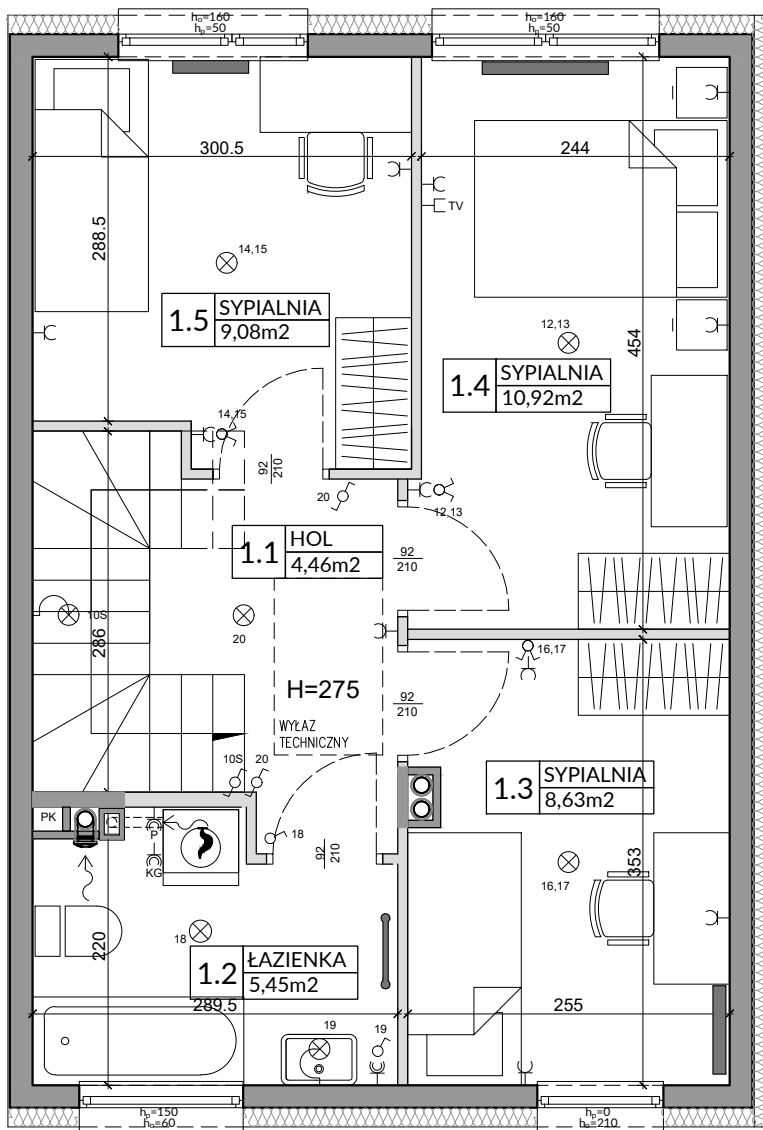 hₒ=160
hₚ=50
hₒ=160
hₚ=50
300.5
244
TV
288.5
14,15
1.5
SYPIALNIA
9,08m2
12,13
454
1.4
SYPIALNIA
10,92m2
14,15
92
210
20
12,13
1.1
HOL
4,46m2
92
210
10S
20
286
16,17
H=275
92
210
WYŁAZ
TECHNICZNY
10S
20
1.3
SYPIALNIA
8,63m2
PK
P
18
92
210
KG
353
16,17
18
220
1.2
ŁAZIENKA
5,45m2
289.5
255
19
19
hₚ=150
hₒ=60
hₚ=0
hₒ=210